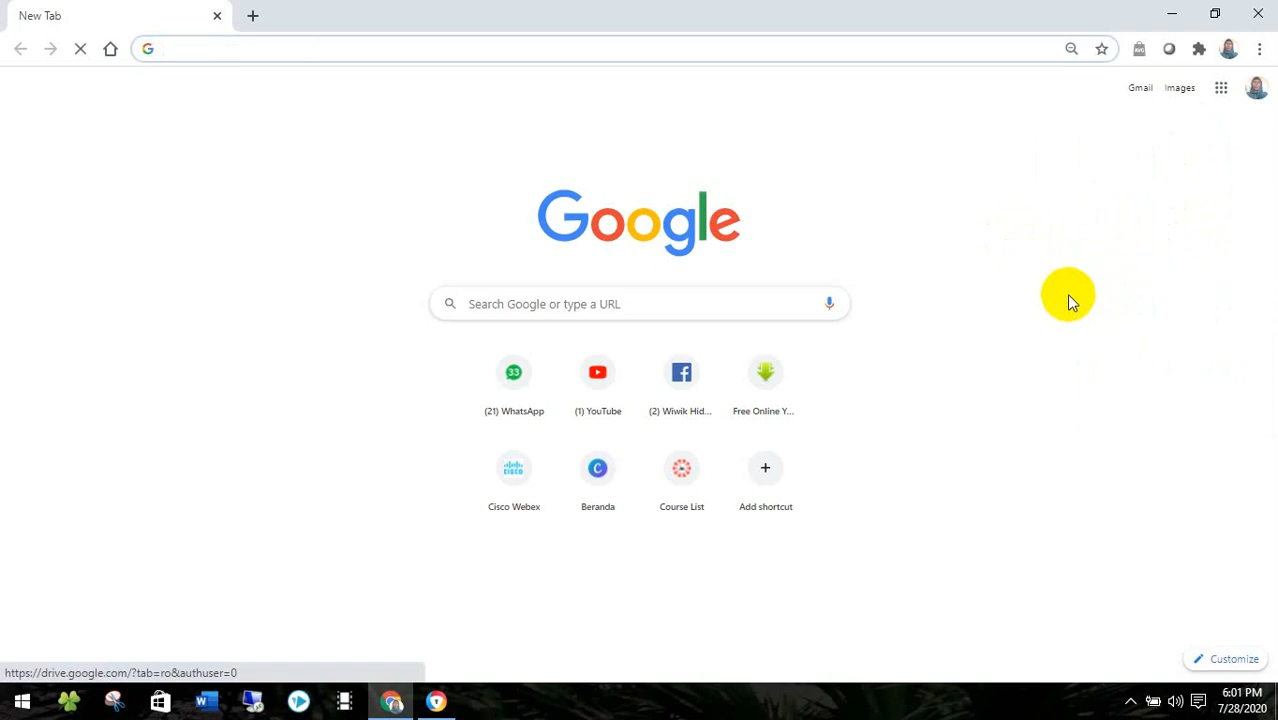 New Tab
Gmail Images
Google
Search Google or type a URL
33
(21) WhatsApp (1) YouTube (2) Wiwik Hid... Free Online Y...
CISCO
Cisco Webex Beranda Course List Add shortcut
Customize
https://drive.google.com/?tab=ro&authuser=0
6:01 PM
7/28/2020